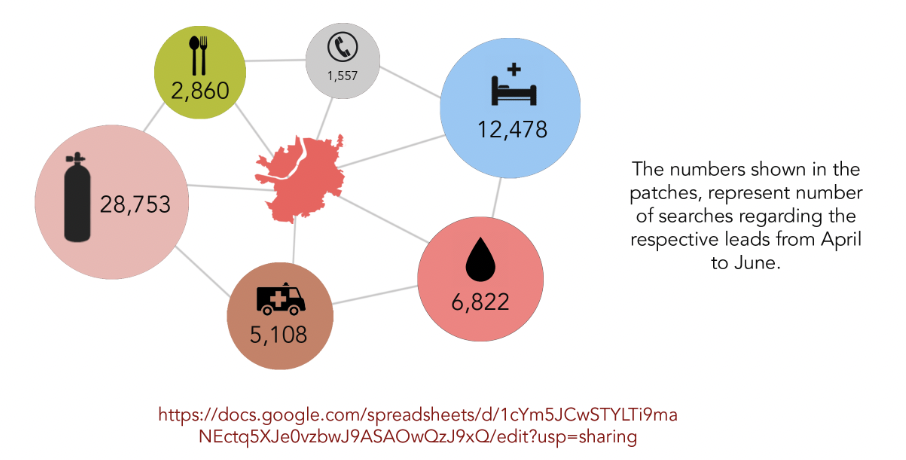 2,860
1,557
12,478
28,753
6,822
5,108
The numbers shown in the
patches, represent number
of searches regarding the
respective leads from April
to June.
https://docs.google.com/spreadsheets/d/1cYm5JCwSTYLTi9ma
NEctq5XJe0vzbwJ9ASAOwQzJ9xQ/edit?usp=sharing